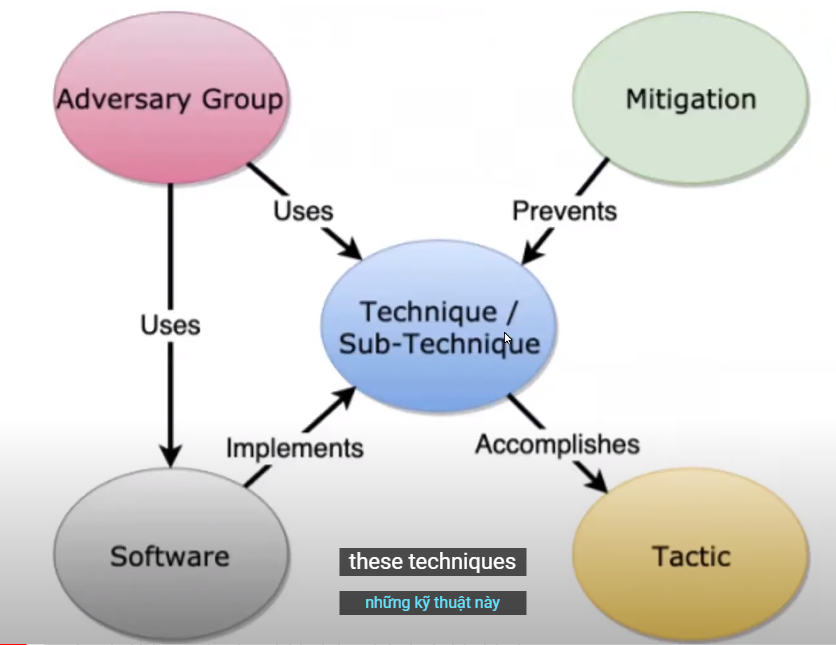 Adversary Group
Mitigation
Uses
Prevents
Technique /
Sub-Technique
Uses
Implements
Accomplishes
Software
Tactic
these techniques
những kỹ thuật này